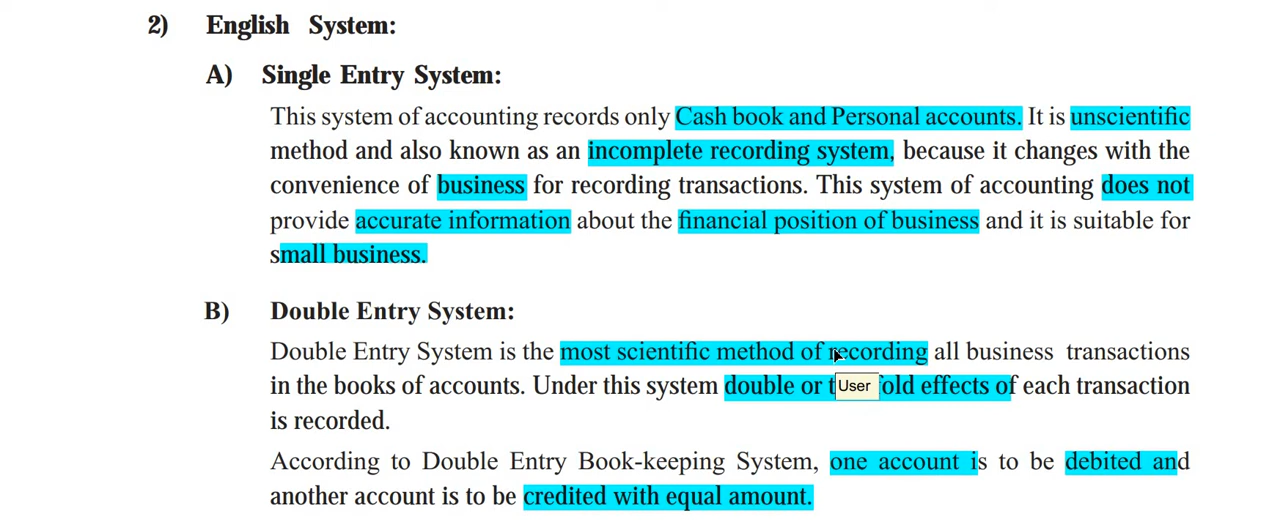 2) English System:
A) Single Entry System:
This system of accounting records only Cash book and Personal accounts. It is unscientific
method and also known as an incomplete recording system, because it changes with the
convenience of business for recording transactions. This system of accounting does not
provide accurate information about the financial position of business and it is suitable for
small business.
B) Double Entry System:
Double Entry System is the most scientific method of recording all business transactions
in the books of accounts. Under this system double or fold effects of each transaction
User
is recorded.
According to Double Entry Book-keeping System, one account is to be debited and
another account is to be credited with equal amount.